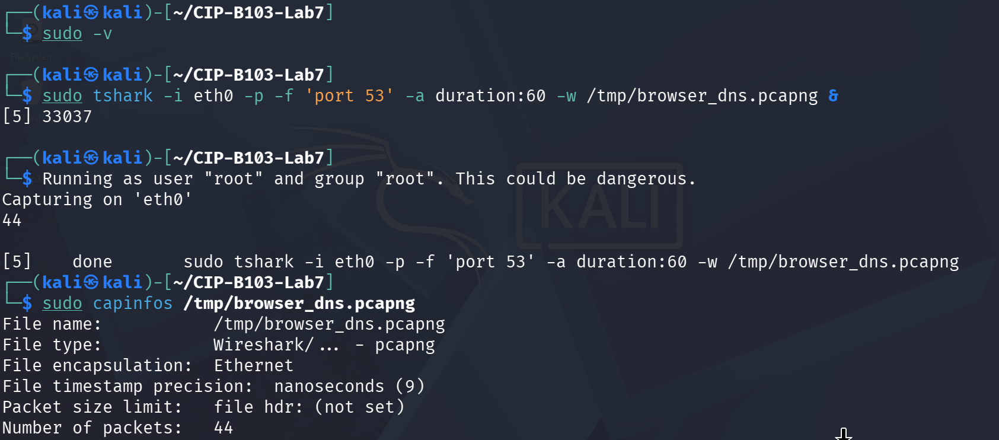 ┌──(kali㉿kali)-[~/CIP-B103-Lab7]
└─$ sudo -v
File System
┌──(kali㉿kali)-[~/CIP-B103-Lab7]
└─$ sudo tshark -i eth0 -p -f 'port 53' -a duration:60 -w /tmp/browser_dns.pcapng &
[5] 33037
┌──(kali㉿kali)-[~/CIP-B103-Lab7]
└─$ Running as user "root" and group "root". This could be dangerous.
Capturing on 'eth0'
KALI
44
[5]    done       sudo tshark -i eth0 -p -f 'port 53' -a duration:60 -w /tmp/browser_dns.pcapng
┌──(kali㉿kali)-[~/CIP-B103-Lab7]
└─$ sudo capinfos /tmp/browser_dns.pcapng
File name:           /tmp/browser_dns.pcapng
File type:           Wireshark/... - pcapng
File encapsulation:  Ethernet
File timestamp precision:  nanoseconds (9)
Packet size limit:   file hdr: (not set)
Number of packets:   44